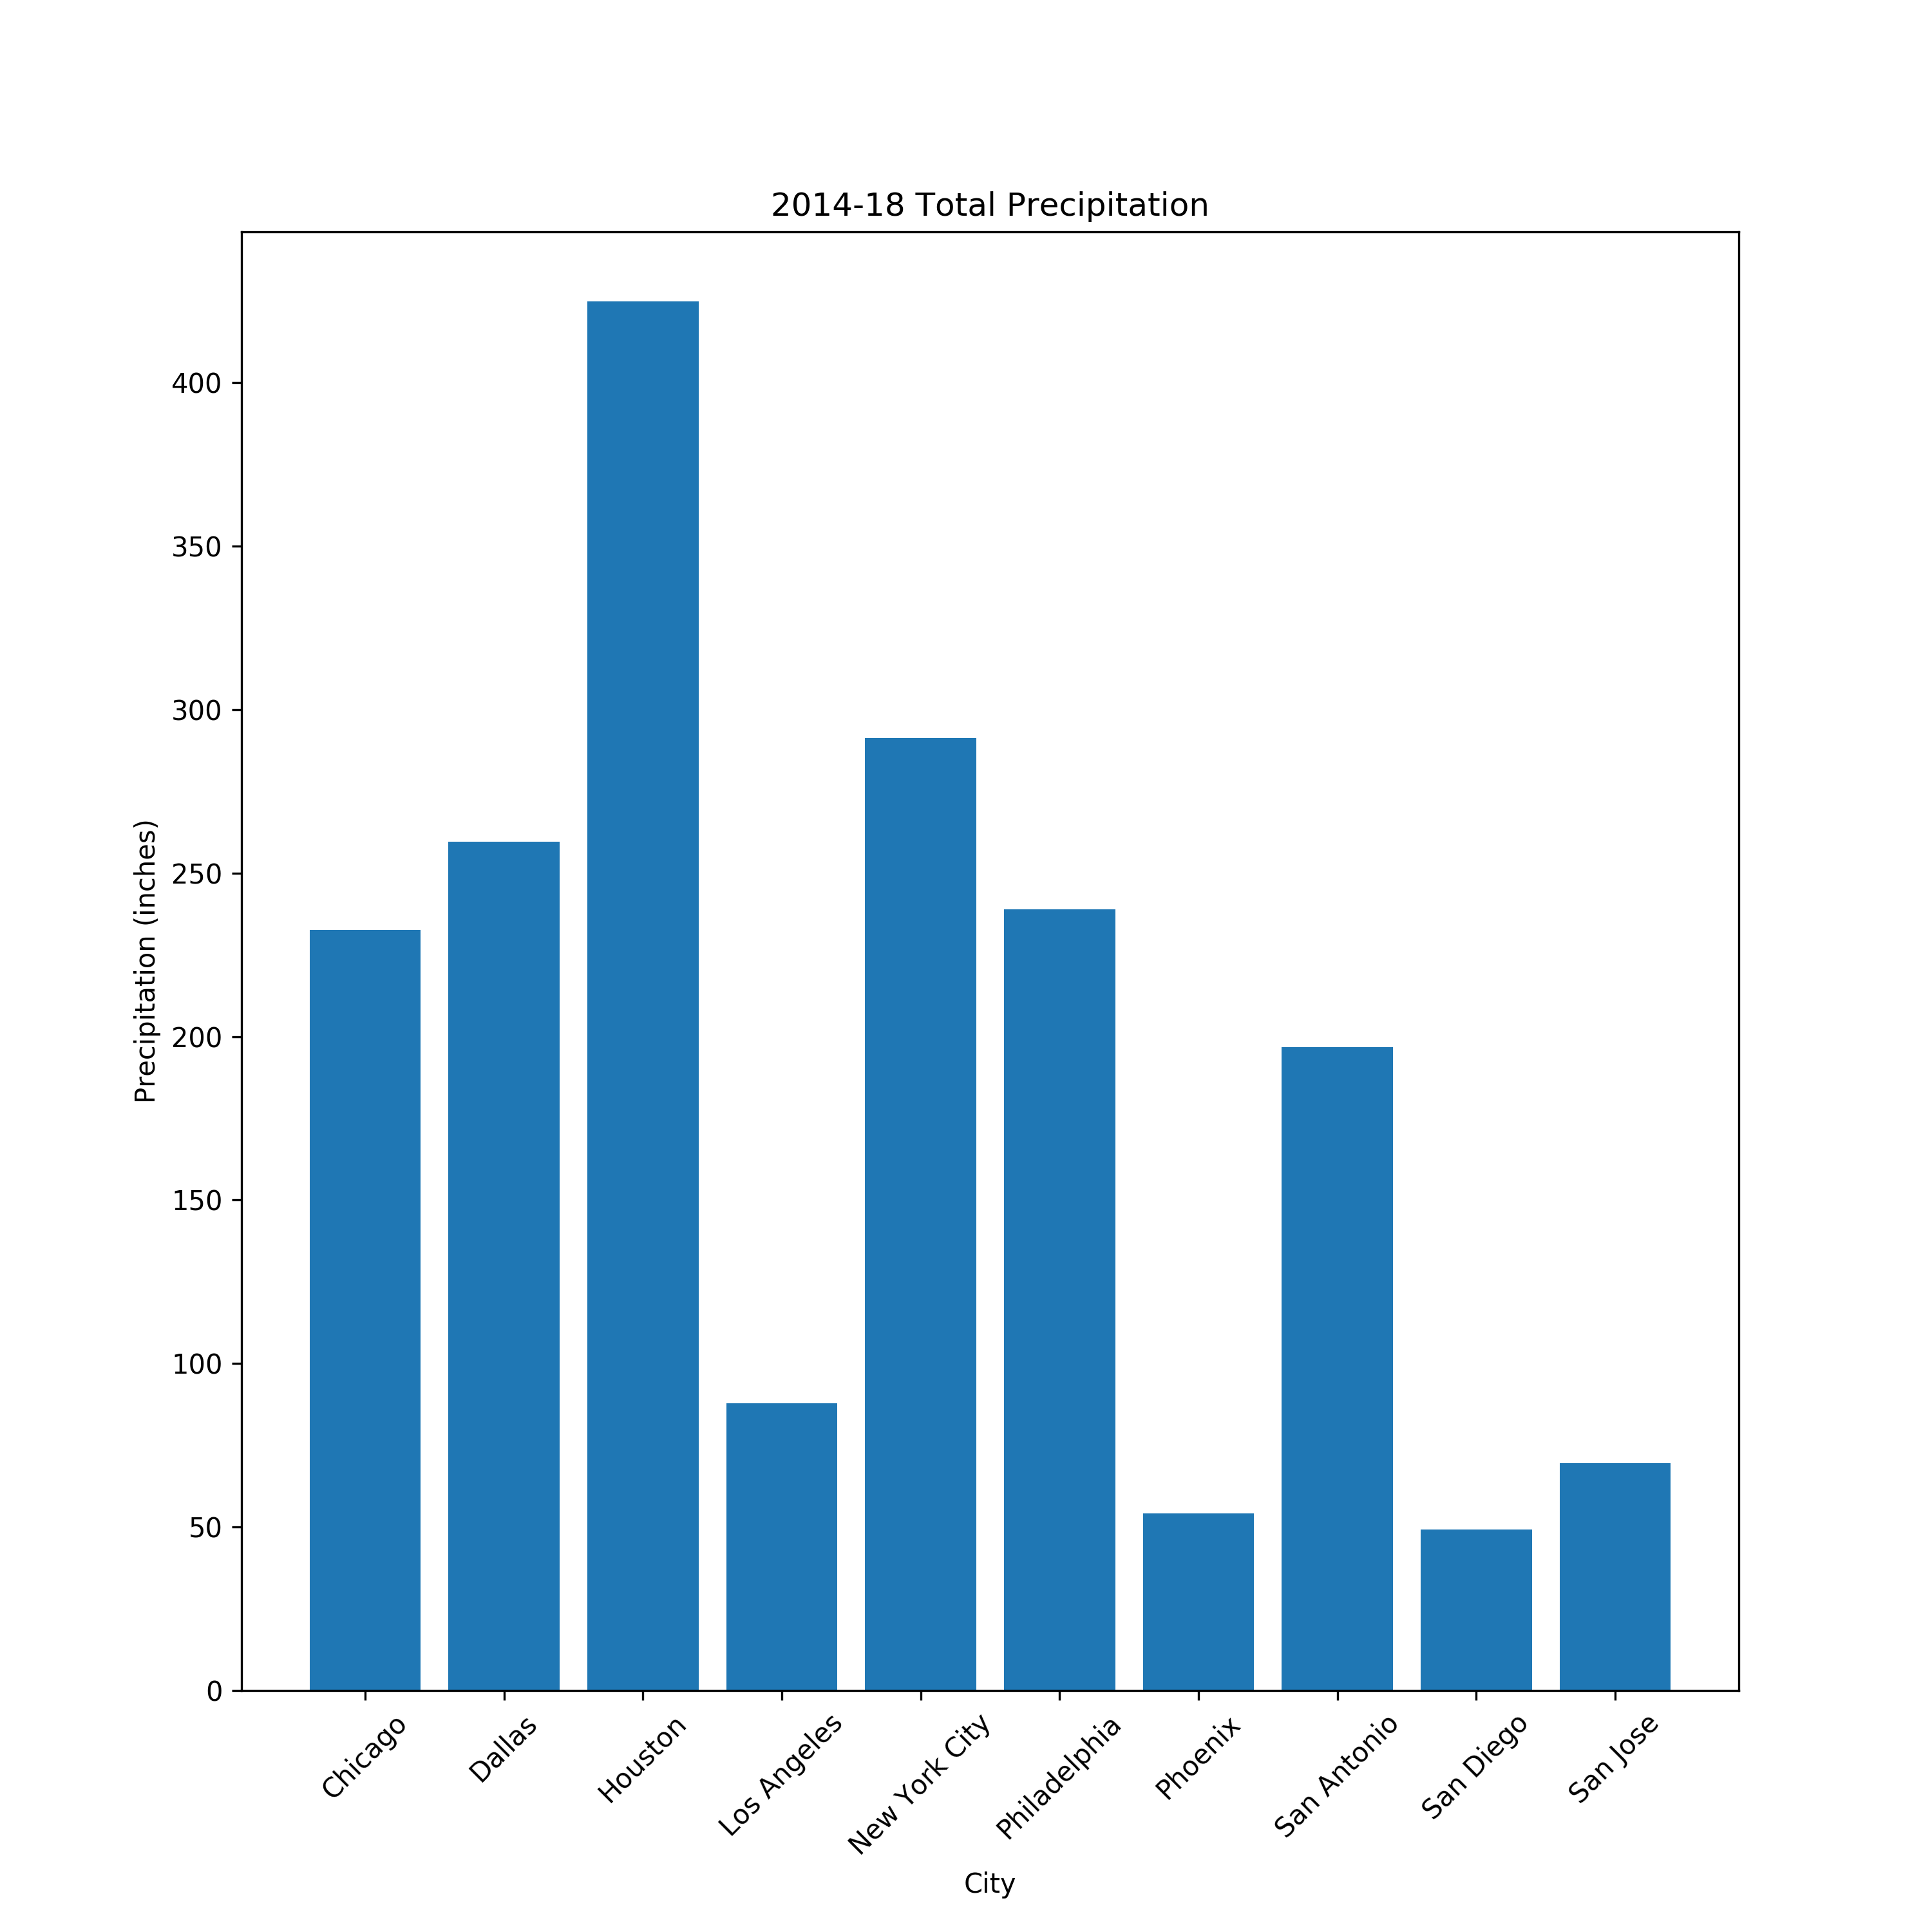 2014-18 Total Precipitation
Precipitation (inches)
400
350
300
250
200
150
100
50
0
Chicago
Dallas
Houston
Los Angeles
New York City
Philadelphia
Phoenix
San Antonio
San Diego
San Jose
City